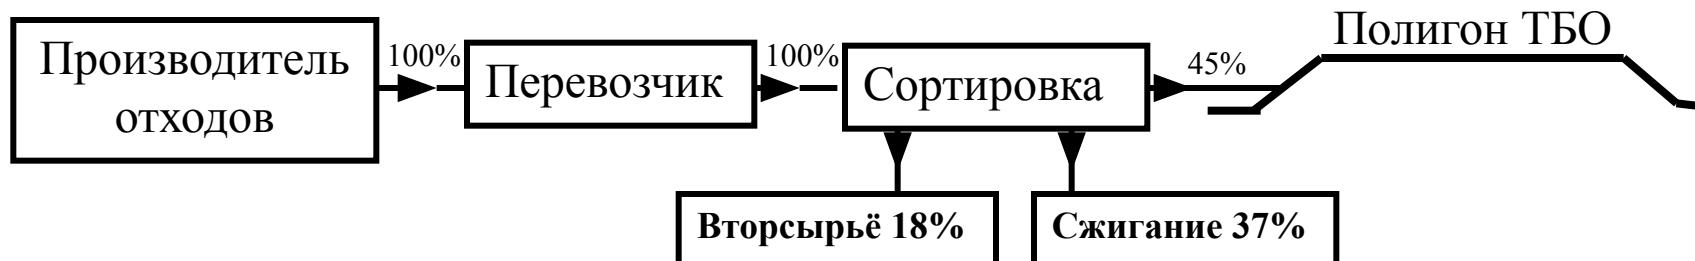 Производитель
отходов
100%
Перевозчик
100%
Сортировка
45%
Полигон ТБО
Вторсырьё 18%
Сжигание 37%